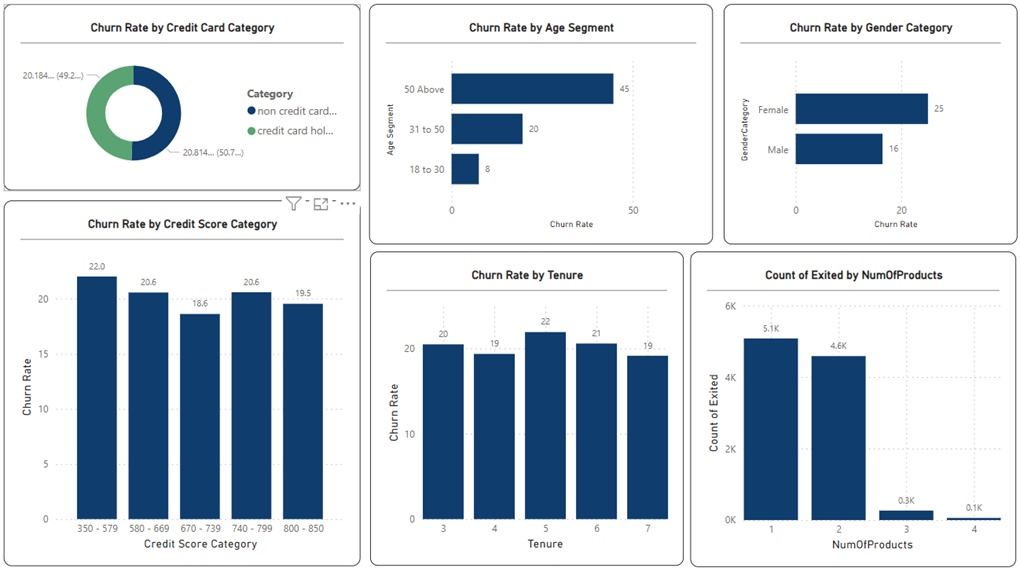 Churn Rate by Credit Card Category
20.184... (49.2...)
Category
non credit card...
credit card hol...
20.814... (50.7...)
Churn Rate by Age Segment
Age Segment
50 Above
45
31 to 50
20
18 to 30
8
0
50
Churn Rate
Churn Rate by Gender Category
GenderCategory
Female
25
Male
16
0
20
Churn Rate
Churn Rate by Credit Score Category
Churn Rate
20
15
10
5
0
22.0
20.6
18.6
20.6
19.5
350 - 579
580 - 669
670 - 739
740 - 799
800 - 850
Credit Score Category
Churn Rate by Tenure
Churn Rate
20
10
0
20
19
22
21
19
3
4
5
6
7
Tenure
Count of Exited by NumOfProducts
Count of Exited
6K
4K
2K
0K
5.1K
4.6K
0.3K
0.1K
1
2
3
4
NumOfProducts